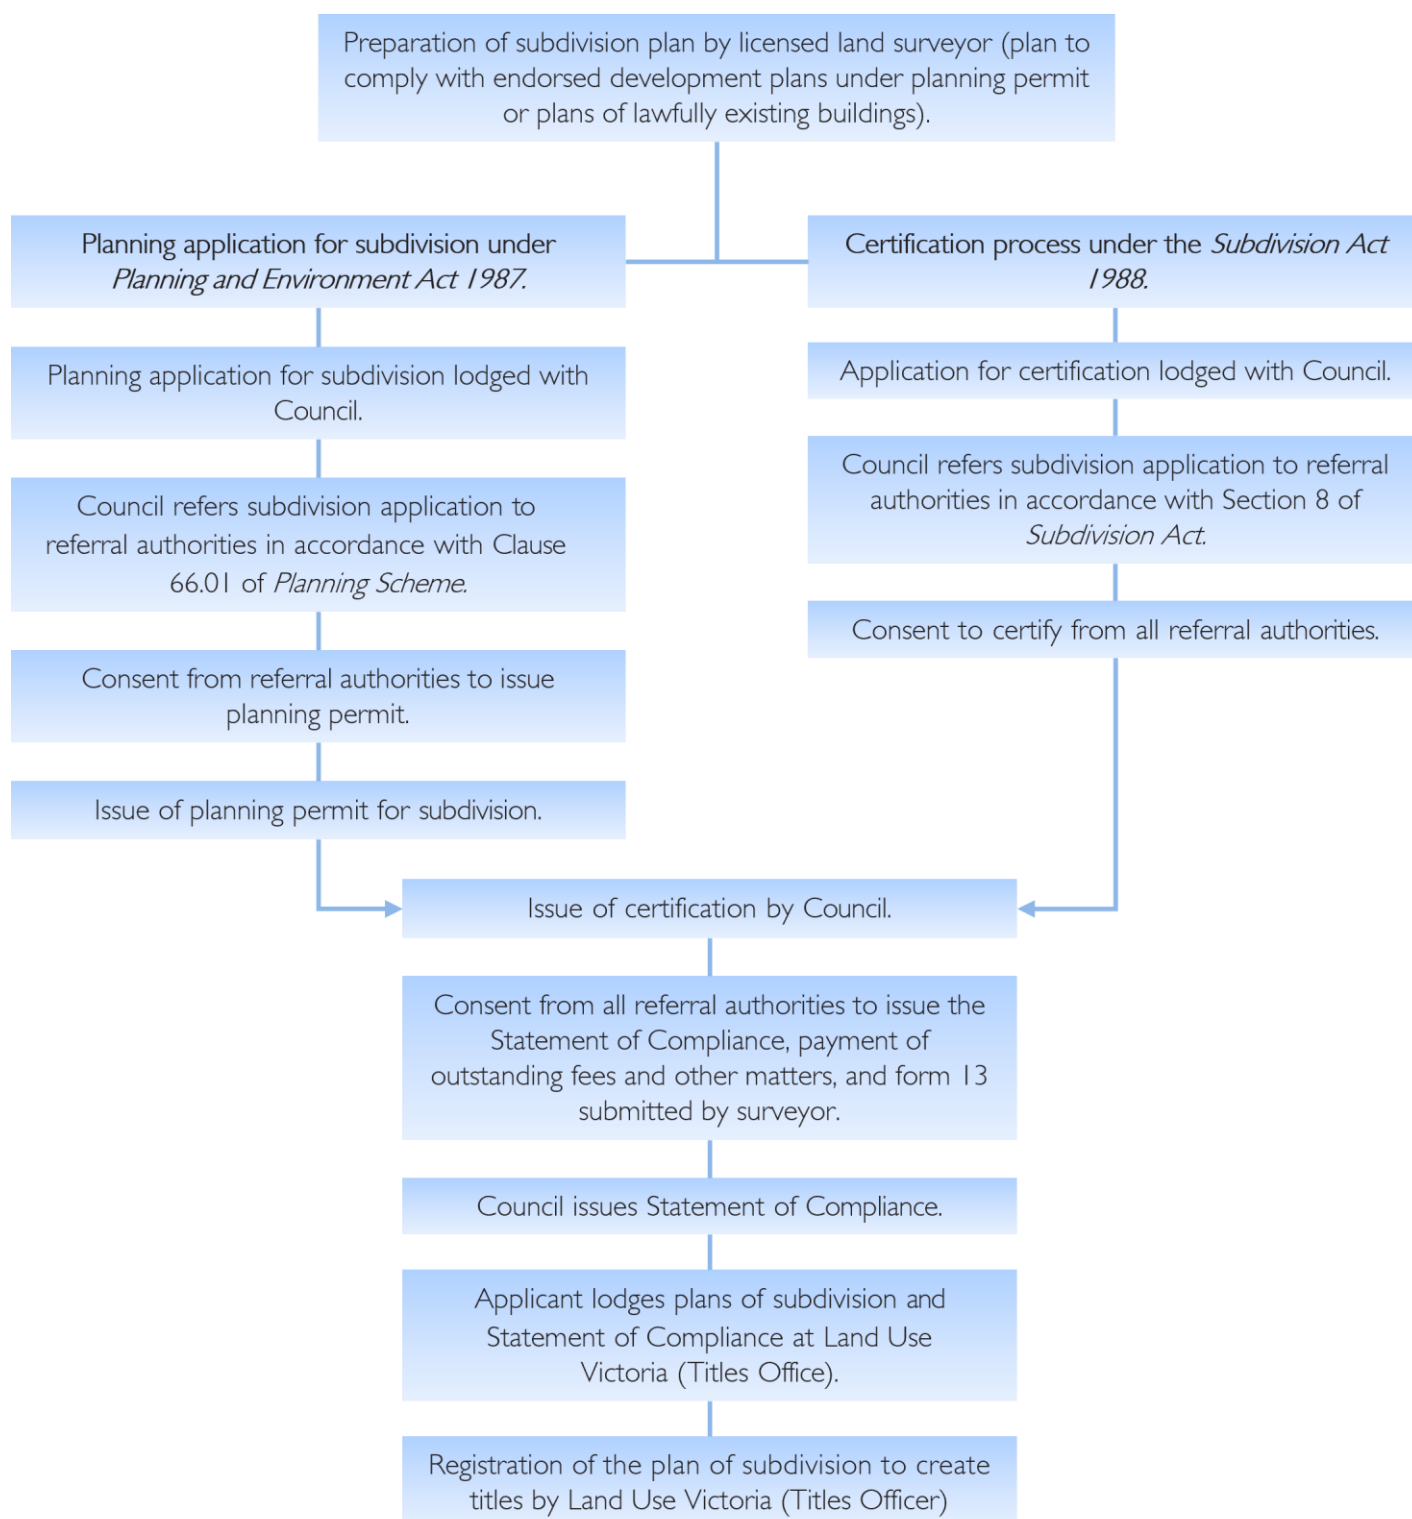 Preparation of subdivision plan by licensed land surveyor (plan to
comply with endorsed development plans under planning permit
or plans of lawfully existing buildings).
Planning application for subdivision under
Planning and Environment Act 1987.
Planning application for subdivision lodged with
Council.
Council refers subdivision application to
referral authorities in accordance with Clause
66.01 of Planning Scheme.
Consent from referral authorities to issue
planning permit.
Issue of planning permit for subdivision.
Certification process under the Subdivision Act
1988.
Application for certification lodged with Council.
Council refers subdivision application to referral
authorities in accordance with Section 8 of
Subdivision Act.
Consent to certify from all referral authorities.
Issue of certification by Council.
Consent from all referral authorities to issue the
Statement of Compliance, payment of
outstanding fees and other matters, and form 13
submitted by surveyor.
Council issues Statement of Compliance.
Applicant lodges plans of subdivision and
Statement of Compliance at Land Use
Victoria (Titles Office).
Registration of the plan of subdivision to create
titles by Land Use Victoria (Titles Officer)